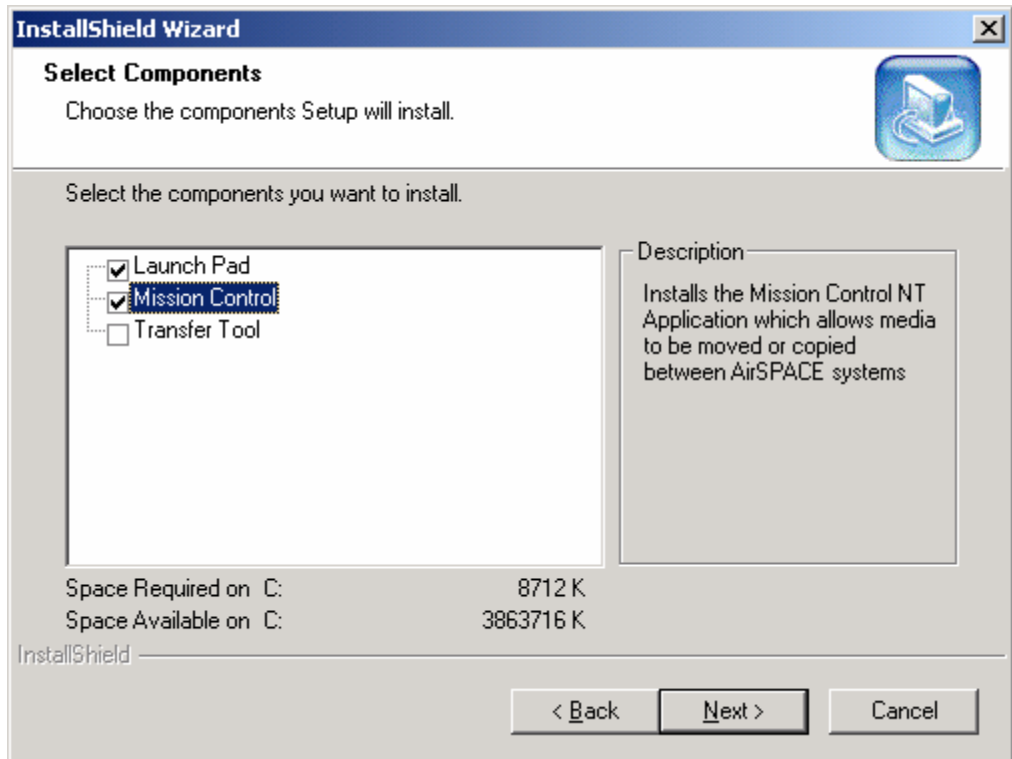 InstallShield Wizard
Select Components
Choose the components Setup will install.
Select the components you want to install.
Launch Pad
Mission Control
Transfer Tool
Description
Installs the Mission Control NT
Application which allows media
to be moved or copied
between AirSPACE systems
Space Required on C: 8712 K
Space Available on C: 3863716 K
InstallShield
< Back Next > Cancel